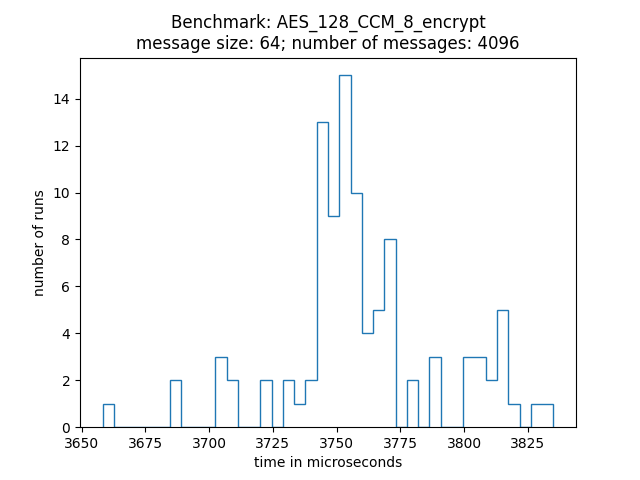 Benchmark: AES_128_CCM_8_encrypt
message size: 64; number of messages: 4096
number of runs
14
12
10
8
6
4
2
0
3650 3675 3700 3725 3750 3775 3800 3825
time in microseconds